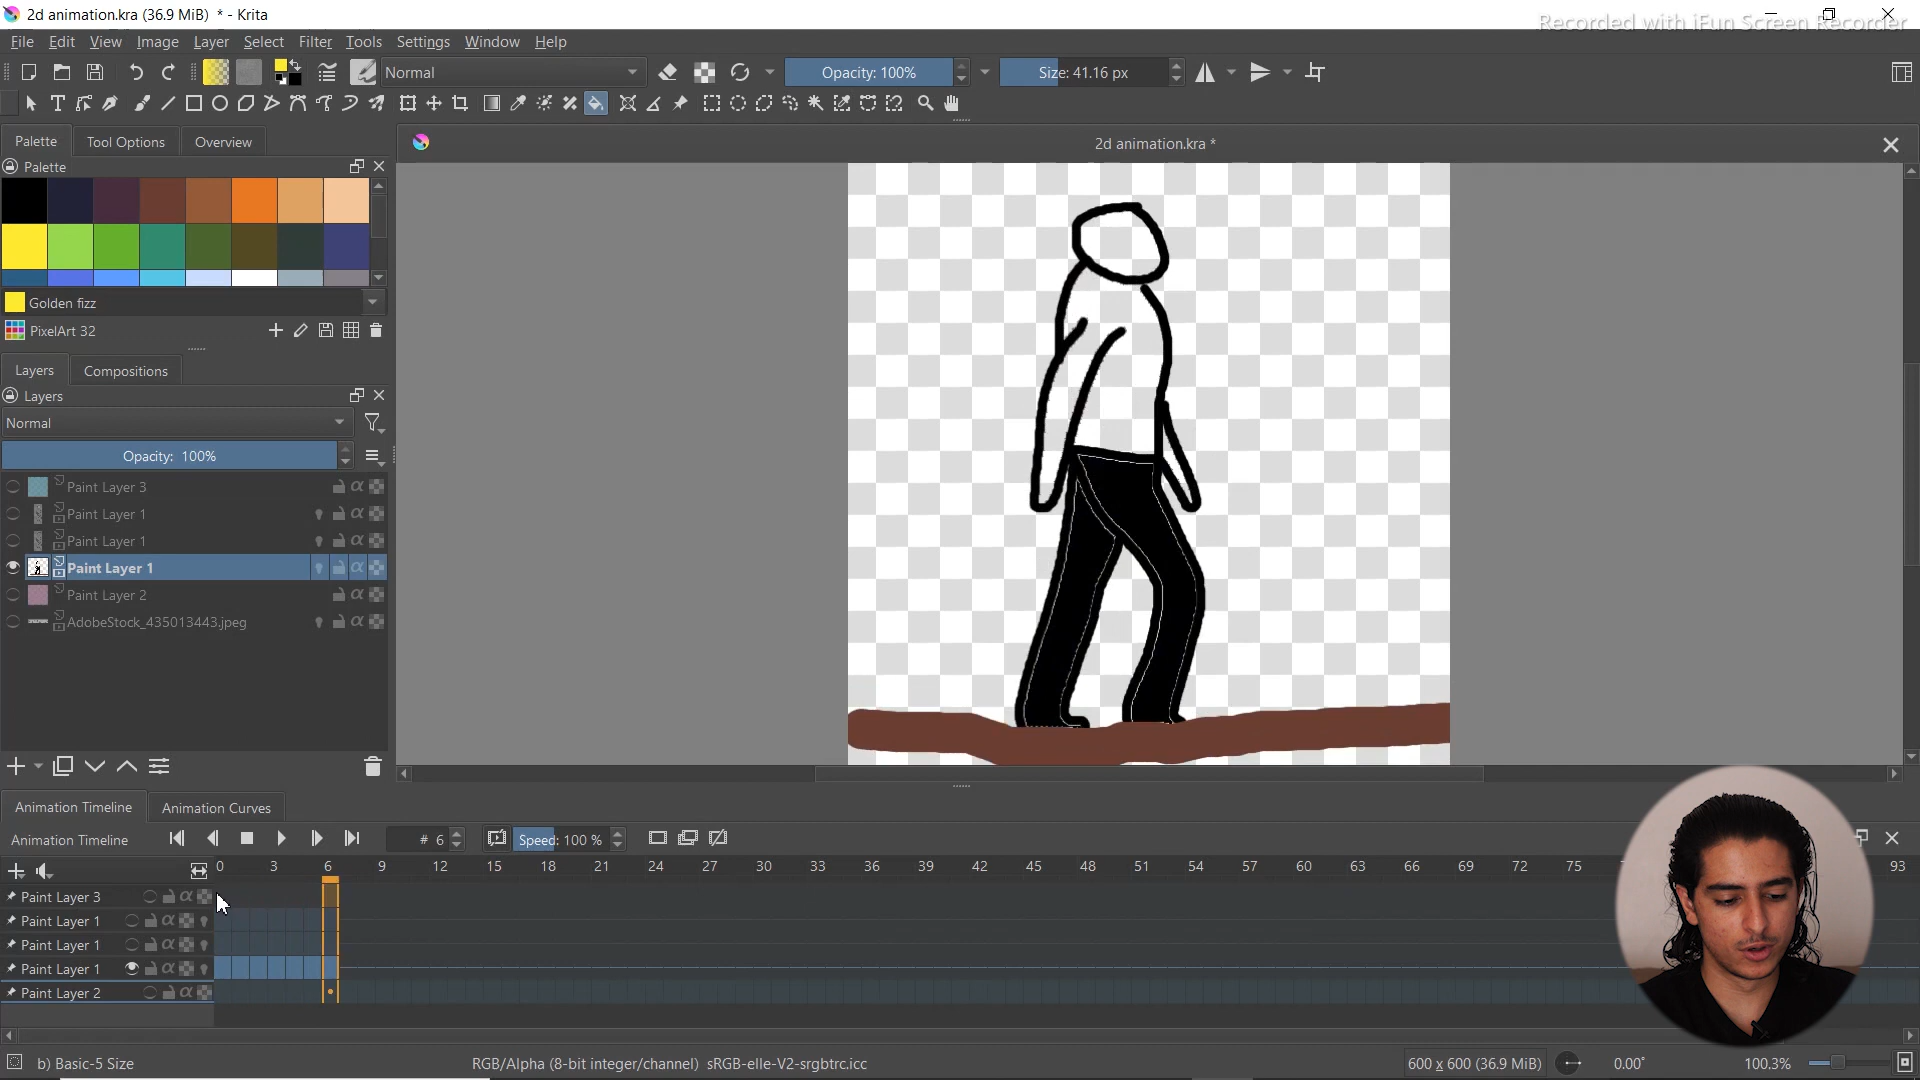 2d animation.kra (36.9 MiB) * - Krita
Recorded with iFun Screen Recorder
File Edit View Image Layer Select Filter Tools Settings Window Help
Normal
Opacity: 100%
Size: 41.16 px
Palette Tool Options Overview
2d animation.kra *
Palette
Golden fizz
PixelArt 32
Layers Compositions
Layers
Normal
Opacity: 100%
Paint Layer 3
Paint Layer 1
Paint Layer 1
Paint Layer 1
Paint Layer 2
AdobeStock_435013443.jpeg
Animation Timeline Animation Curves
Animation Timeline # 6 Speed: 100 %
0 3 6 9 12 15 18 21 24 27 30 33 36 39 42 45 48 51 54 57 60 63 66 69 72 75 93
Paint Layer 3
Paint Layer 1
Paint Layer 1
Paint Layer 1
Paint Layer 2
b) Basic-5 Size RGB/Alpha (8-bit integer/channel) sRGB-elle-V2-srgbtrc.icc 600 x 600 (36.9 MiB) 0.00° 100.3%